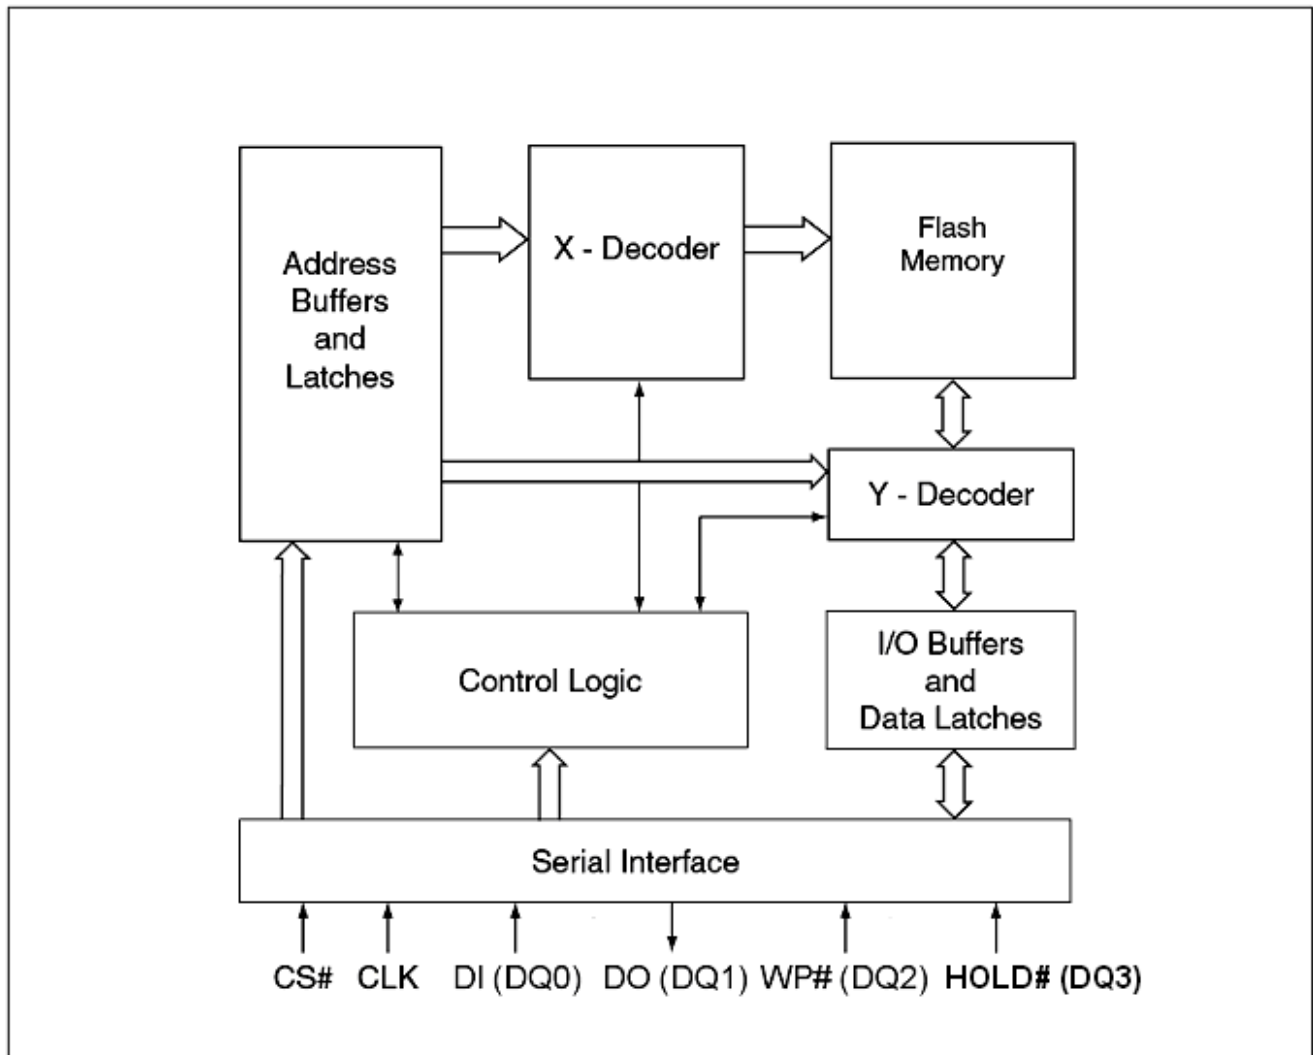 Address
Buffers
and
Latches
X - Decoder
Flash
Memory
Y - Decoder
Control Logic
I/O Buffers
and
Data Latches
Serial Interface
CS# CLK DI (DQ0) DO (DQ1) WP# (DQ2) HOLD# (DQ3)